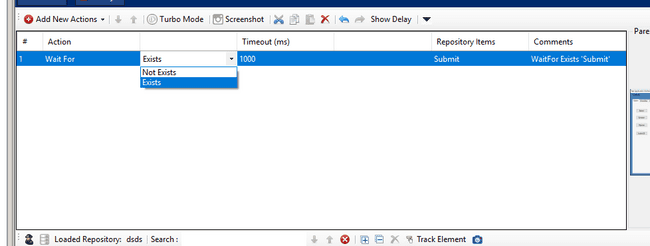 Add New Actions Turbo Mode Screenshot Show Delay
# Action Timeout (ms) Repository Items Comments
1 Wait For Exists 1000 Submit WaitFor Exists 'Submit'
Not Exists
Exists
Loaded Repository: dsds Search : Track Element